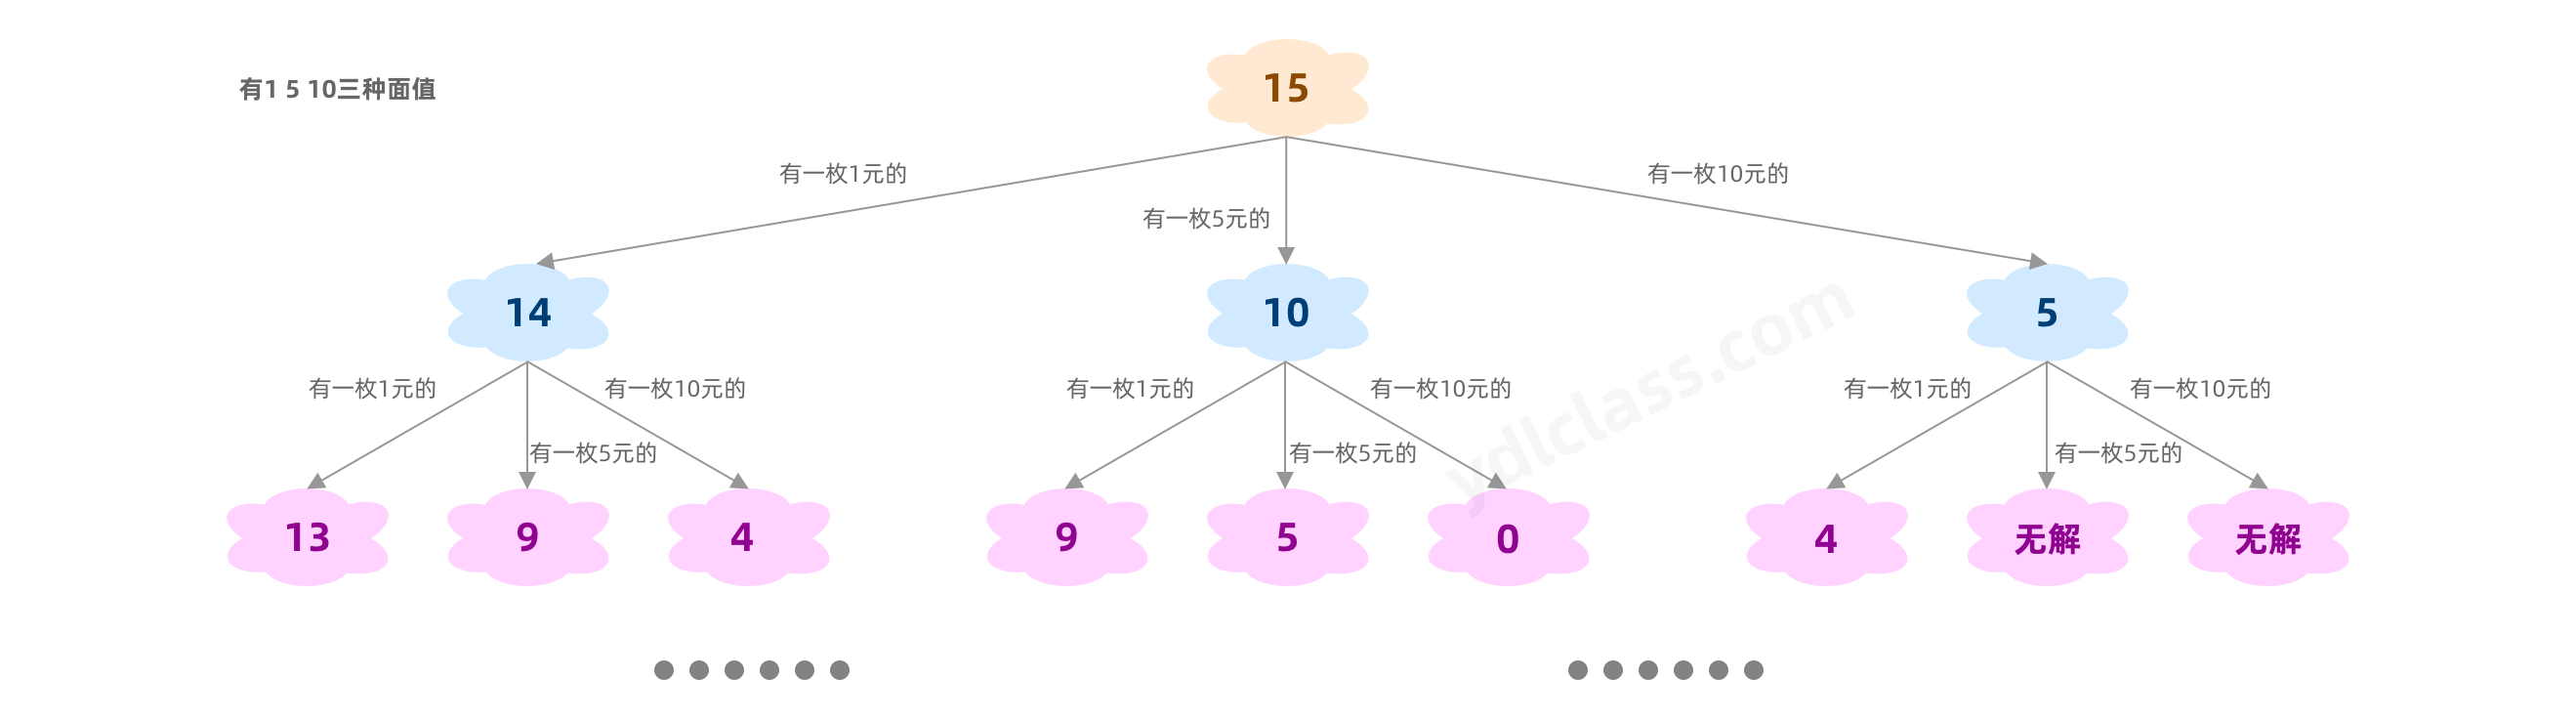 有1 5 10三种面值
15
有一枚1元的
有一枚5元的
有一枚10元的
14
10
5
有一枚1元的
有一枚5元的
有一枚10元的
有一枚1元的
有一枚5元的
有一枚10元的
有一枚1元的
有一枚5元的
有一枚10元的
13
9
4
9
5
0
4
无解
无解
ydlclass.com